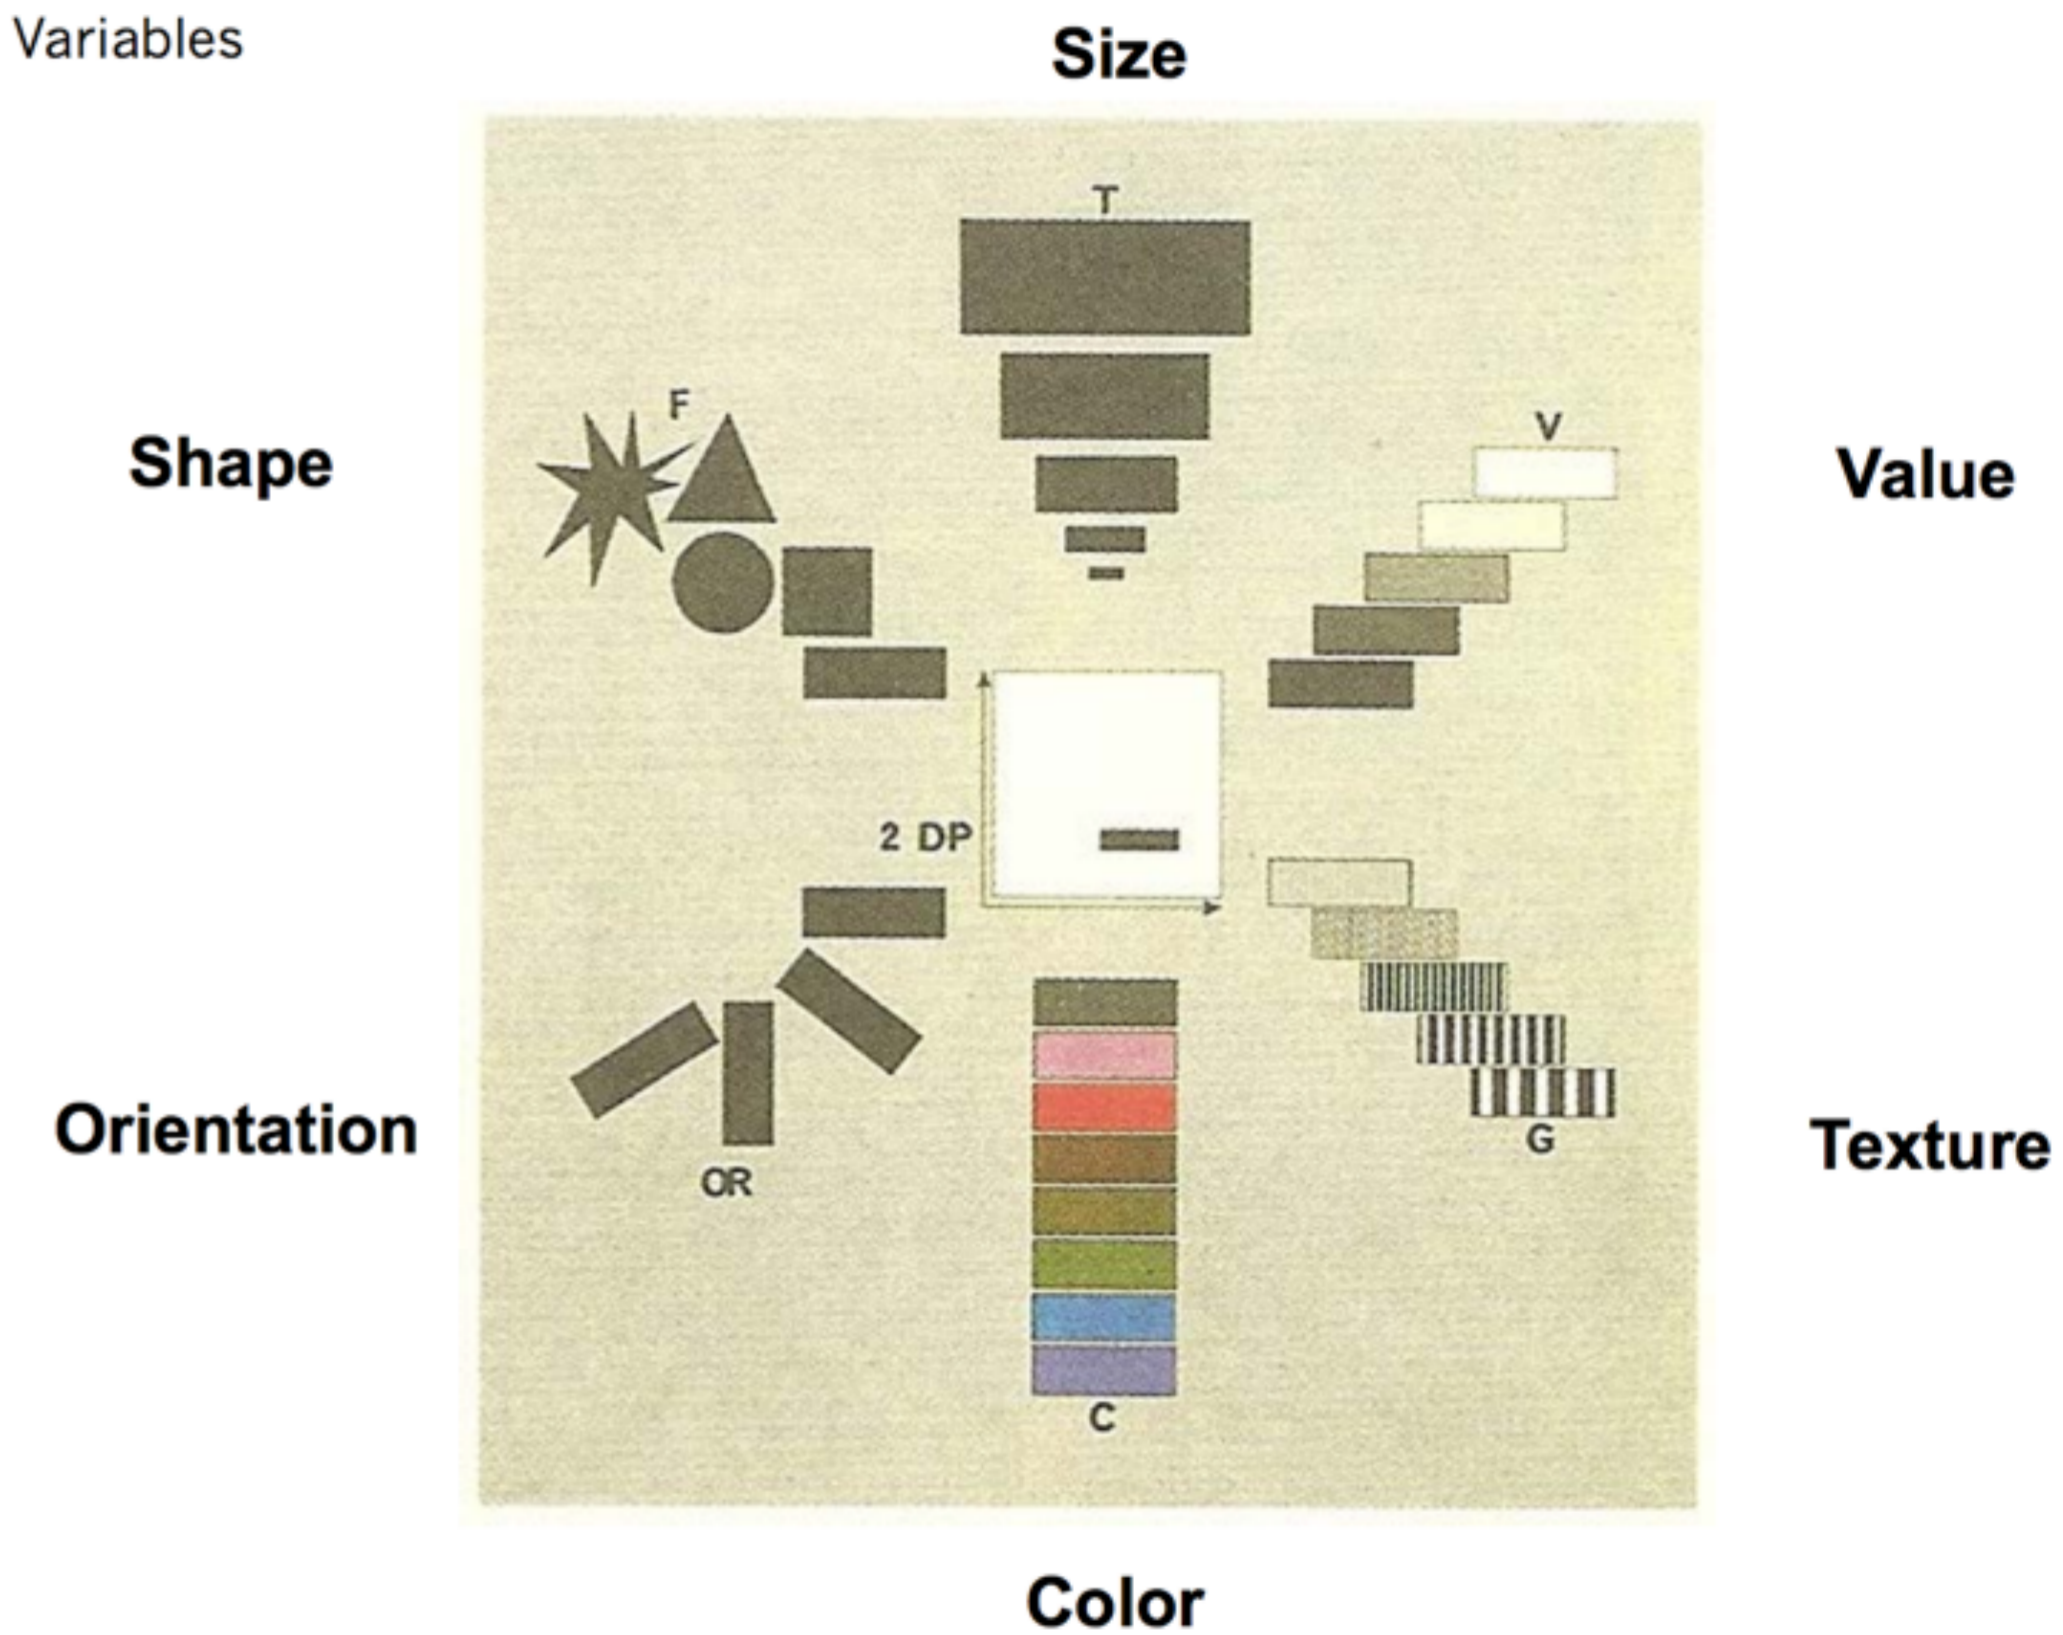 Variables
Size
T
F
V
Shape
Value
2 DP
Orientation
OR
G
Texture
C
Color